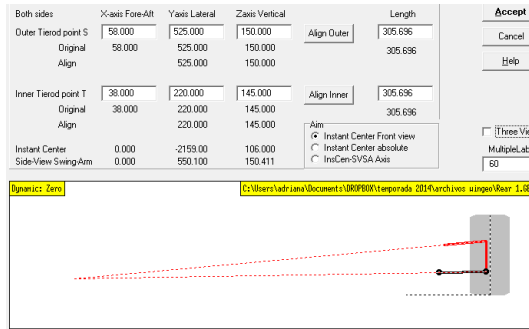 Both sides X-axis Fore-Aft Yaxis Lateral Zaxis Vertical Length Accept
Outer Tierod point S 58.000 525.000 150.000 Align Outer 305.696
Original 58.000 525.000 150.000 305.696 Cancel
Align 525.000 150.000 Help
Inner Tierod point T 38.000 220.000 145.000 Align Inner 305.696
Original 38.000 220.000 145.000 305.696
Align 220.000 145.000 Aim
Instant Center Front view Three Vie
Instant Center 0.000 -2159.00 106.000 Instant Center absolute MultipleLab
Side-View Swing-Arm 0.000 550.100 150.411 InsCen-SVSA Axis 60
Dynamic: Zero C:\Users\adriana\Documents\DROPBOX\temporada 2014\archivos wingeo\Rear 1.GE